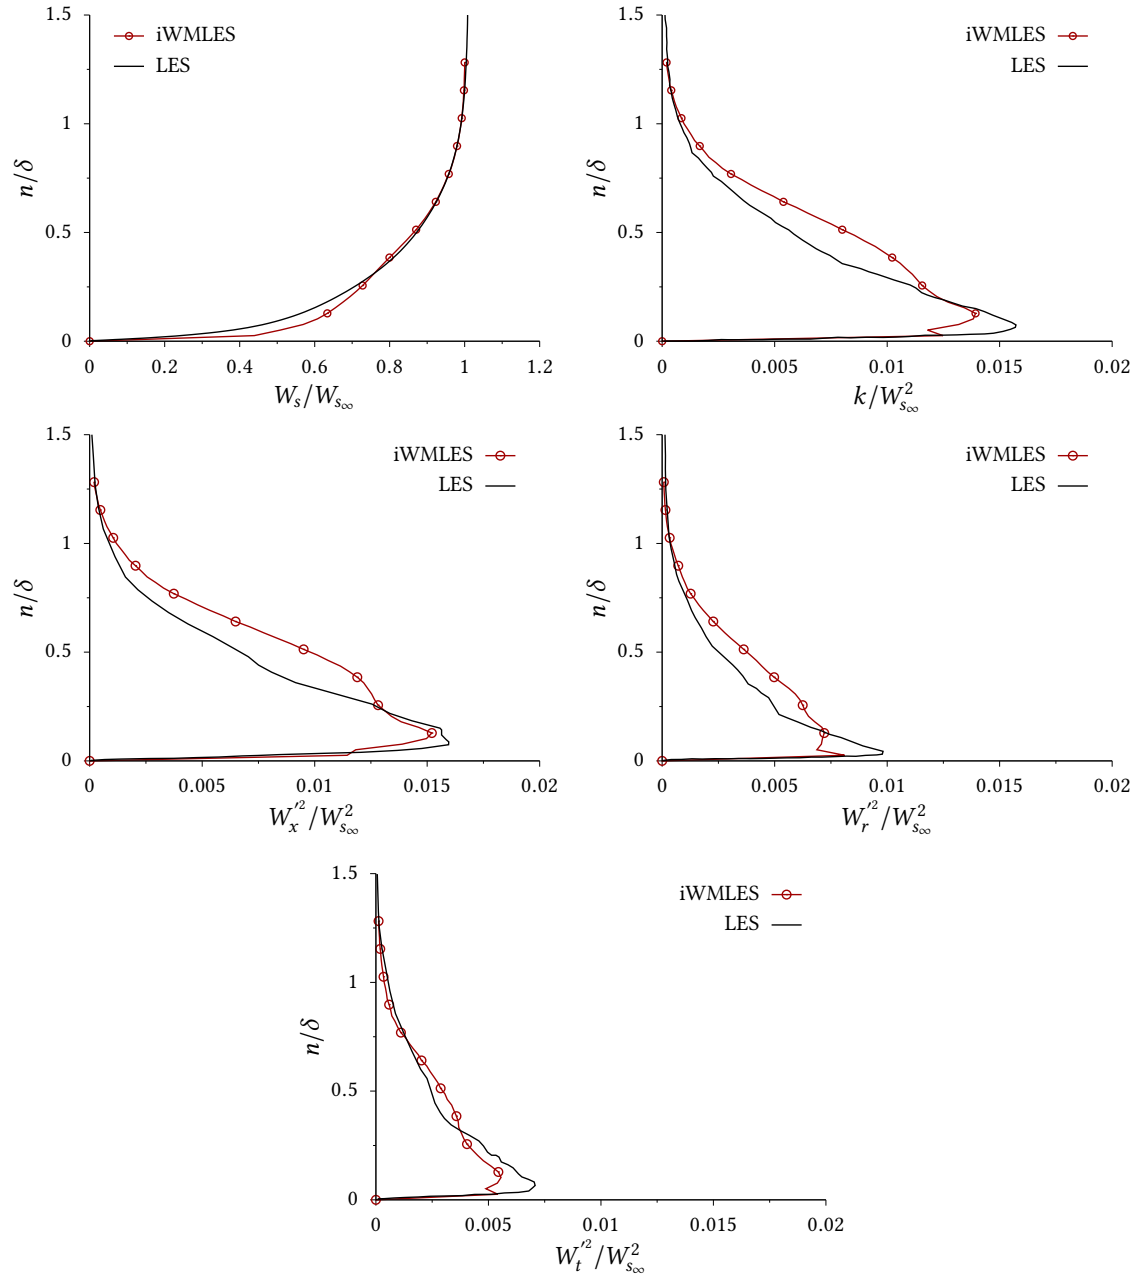 1.5
1
0.5
0
n/δ
iWMLES
LES
0 0.2 0.4 0.6 0.8 1 1.2
W_s/W_{s_∞}
1.5
1
0.5
0
n/δ
iWMLES
LES
0 0.005 0.01 0.015 0.02
k/W_{s_∞}^2
1.5
1
0.5
0
n/δ
iWMLES
LES
0 0.005 0.01 0.015 0.02
W_x^{'2}/W_{s_∞}^2
1.5
1
0.5
0
n/δ
iWMLES
LES
0 0.005 0.01 0.015 0.02
W_r^{'2}/W_{s_∞}^2
1.5
1
0.5
0
n/δ
iWMLES
LES
0 0.005 0.01 0.015 0.02
W_t^{'2}/W_{s_∞}^2